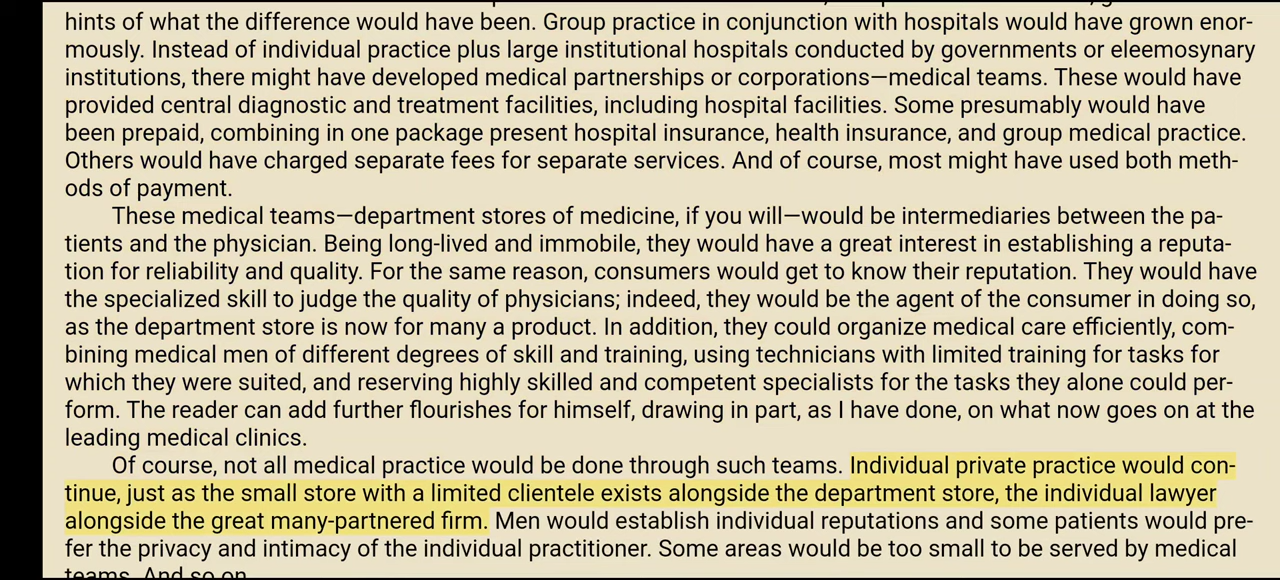 hints of what the difference would have been. Group practice in conjunction with hospitals would have grown enor-
mously. Instead of individual practice plus large institutional hospitals conducted by governments or eleemosynary
institutions, there might have developed medical partnerships or corporations—medical teams. These would have
provided central diagnostic and treatment facilities, including hospital facilities. Some presumably would have
been prepaid, combining in one package present hospital insurance, health insurance, and group medical practice.
Others would have charged separate fees for separate services. And of course, most might have used both meth-
ods of payment.
These medical teams—department stores of medicine, if you will—would be intermediaries between the pa-
tients and the physician. Being long-lived and immobile, they would have a great interest in establishing a reputa-
tion for reliability and quality. For the same reason, consumers would get to know their reputation. They would have
the specialized skill to judge the quality of physicians; indeed, they would be the agent of the consumer in doing so,
as the department store is now for many a product. In addition, they could organize medical care efficiently, com-
bining medical men of different degrees of skill and training, using technicians with limited training for tasks for
which they were suited, and reserving highly skilled and competent specialists for the tasks they alone could per-
form. The reader can add further flourishes for himself, drawing in part, as I have done, on what now goes on at the
leading medical clinics.
Of course, not all medical practice would be done through such teams. Individual private practice would con-
tinue, just as the small store with a limited clientele exists alongside the department store, the individual lawyer
alongside the great many-partnered firm. Men would establish individual reputations and some patients would pre-
fer the privacy and intimacy of the individual practitioner. Some areas would be too small to be served by medical
teams. And so on.